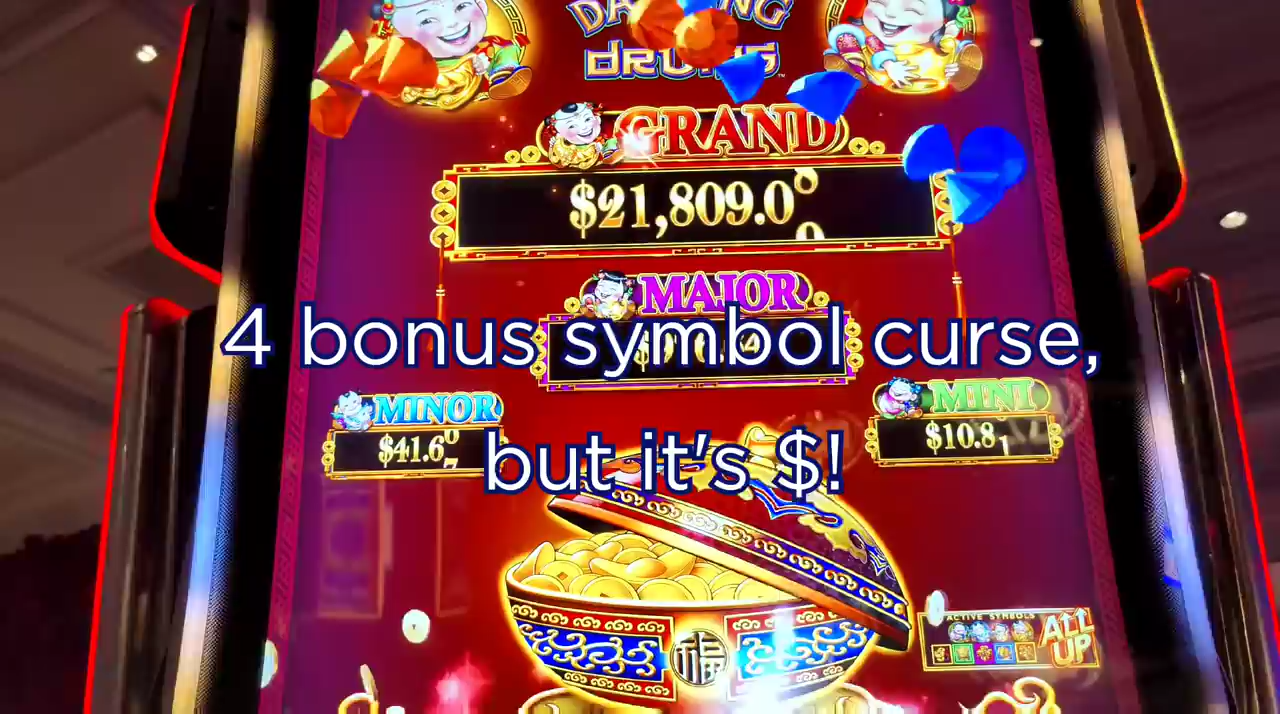 DRUMS
GRAND
$21,809.0
MAJOR
4 bonus symbol curse,
MINOR
MINI
$41.6
$10.8
but it's $!
ACTIVE SYMBOLS
ALL
UP
福